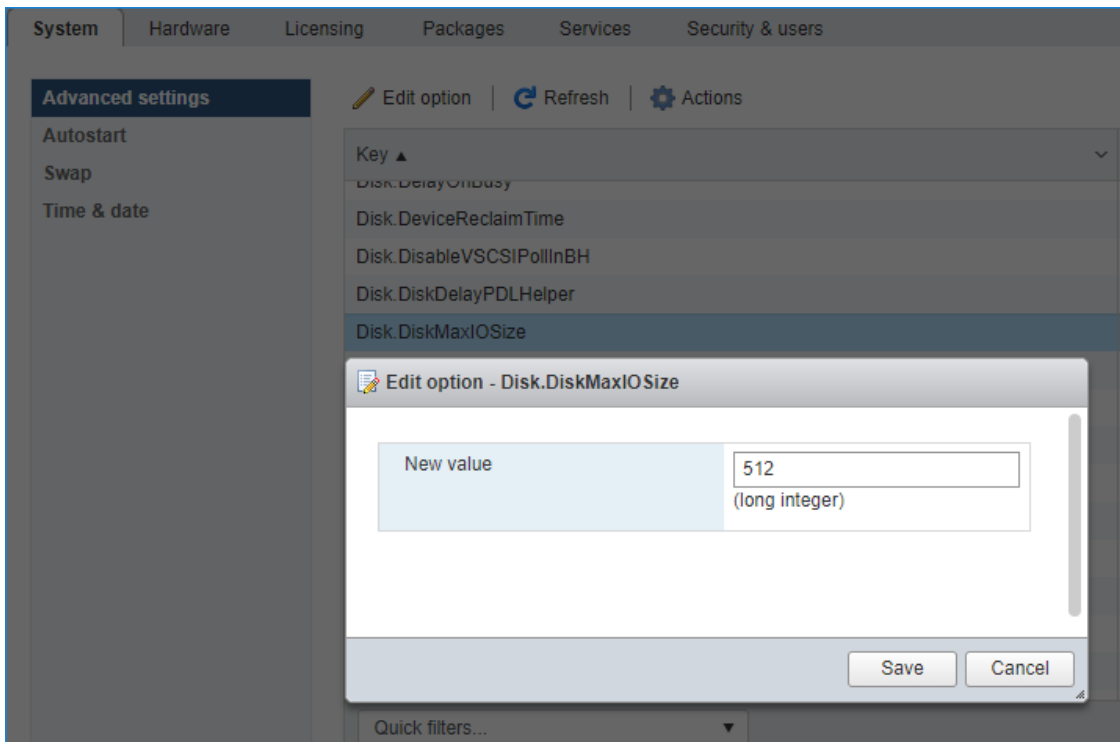 System Hardware Licensing Packages Services Security & users
Advanced settings
Autostart
Swap
Time & date
Edit option Refresh Actions
Key ▲
Disk.DelayOnBusy
Disk.DeviceReclaimTime
Disk.DisableVSCSIPollInBH
Disk.DiskDelayPDLHelper
Disk.DiskMaxIOSize
Edit option - Disk.DiskMaxIOSize
New value 512
(long integer)
Save Cancel
Quick filters...